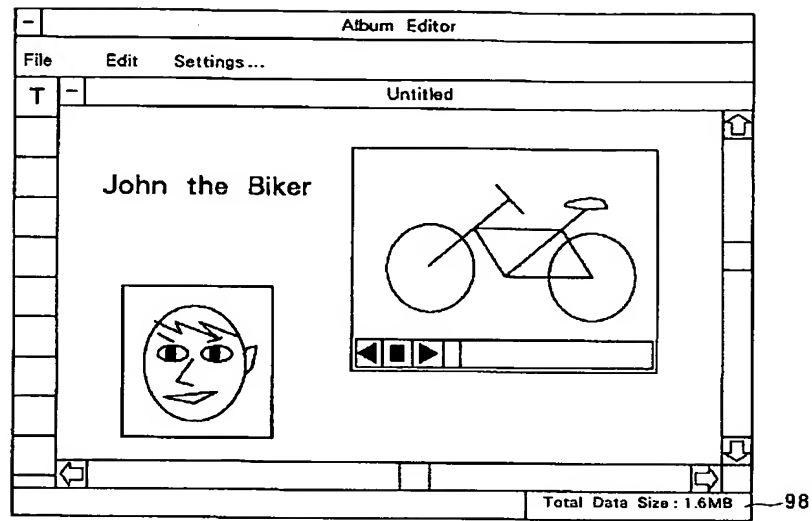 Album Editor
File Edit Settings...
T Untitled
John the Biker
Total Data Size : 1.6MB 98